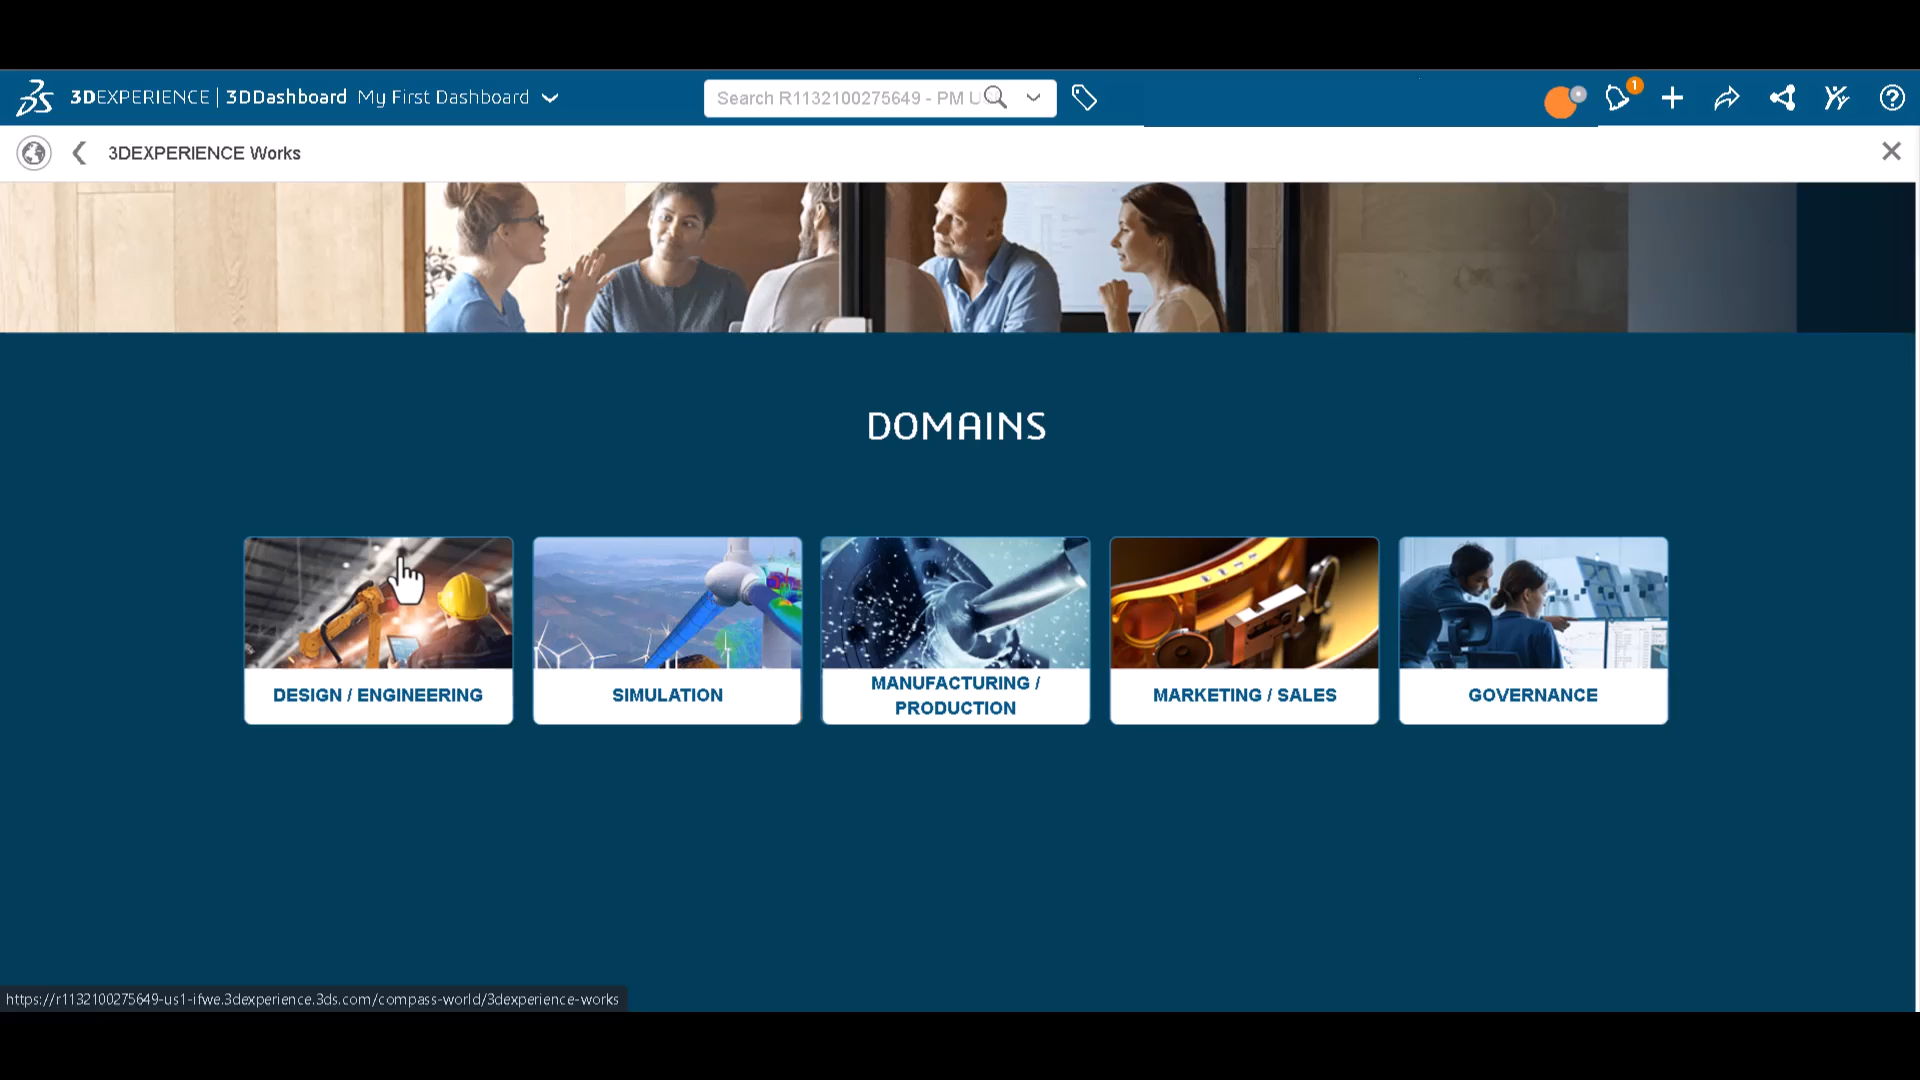 3DEXPERIENCE | 3DDashboard My First Dashboard
Search R1132100275649 - PM U
1
3DEXPERIENCE Works
DOMAINS
DESIGN / ENGINEERING
SIMULATION
MANUFACTURING /
PRODUCTION
MARKETING / SALES
GOVERNANCE
https://r1132100275649-us1-ifwe.3dexperience.3ds.com/compass-world/3dexperience-works